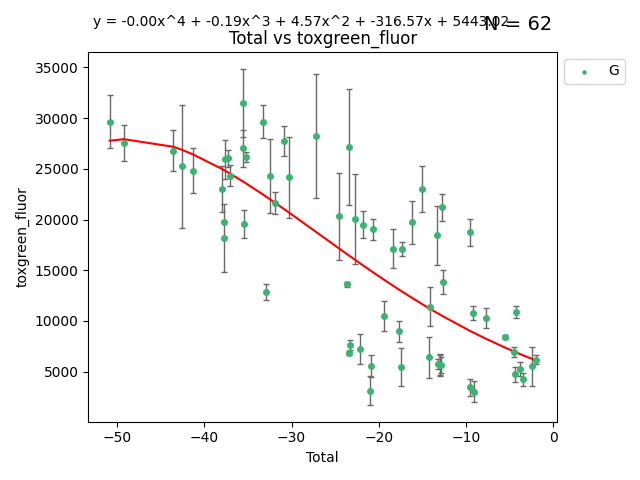 y = -0.00x^4 + -0.19x^3 + 4.57x^2 + -316.57x + 5443.02
N = 62
Total vs toxgreen_fluor
G
35000
30000
25000
20000
15000
10000
5000
toxgreen_fluor
−50
−40
−30
−20
−10
0
Total